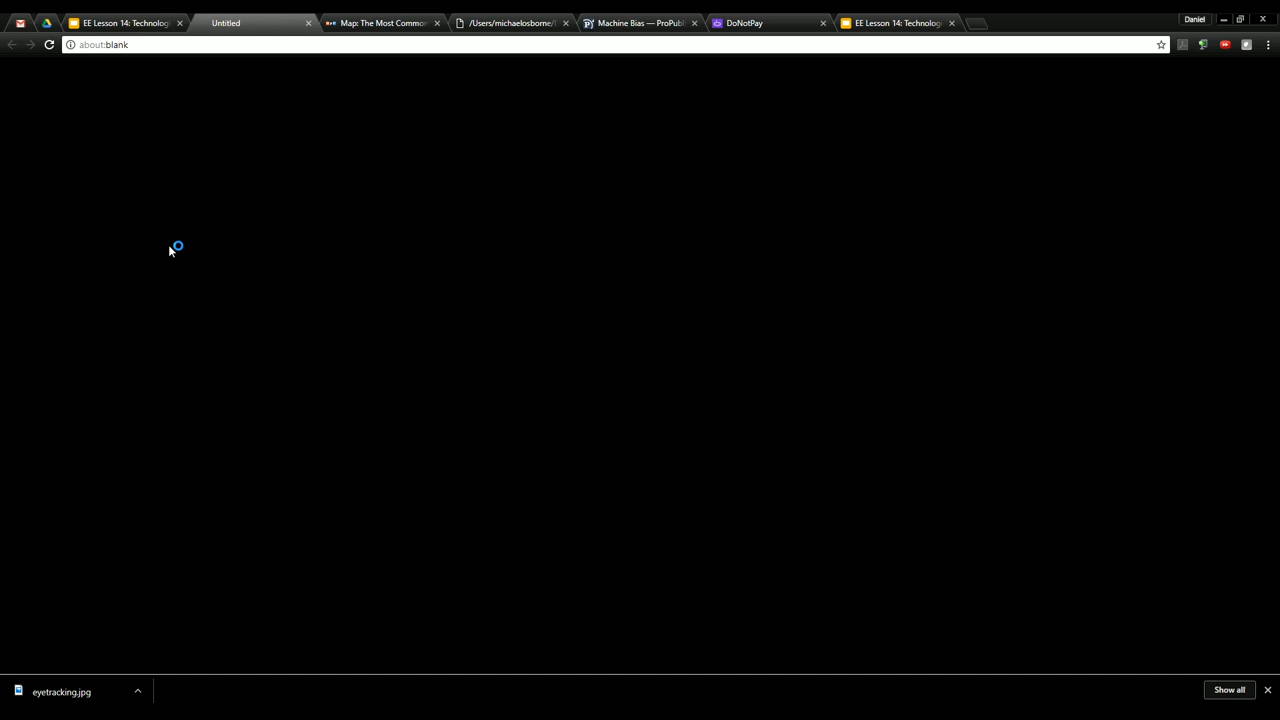 EE Lesson 14: Technolog
Untitled
Map: The Most Common
/Users/michaelosborne/
Machine Bias — ProPubl
DoNotPay
EE Lesson 14: Technolog
Daniel
about:blank
eyetracking.jpg
Show all